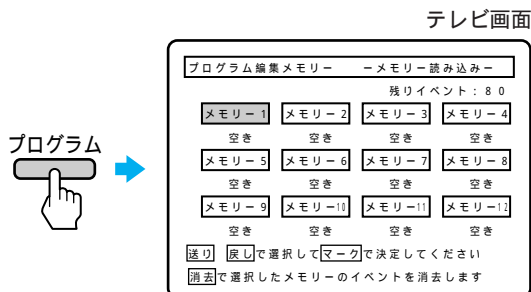 テレビ画面
プログラム編集メモリー －メモリー読み込み－
残りイベント：８０
メモリー 1 メモリー 2 メモリー 3 メモリー 4
空き 空き 空き 空き
プログラム
メモリー 5 メモリー 6 メモリー 7 メモリー 8
空き 空き 空き 空き
メモリー 9 メモリー10 メモリー11 メモリー12
空き 空き 空き 空き
送り 戻しで選択してマークで決定してください
消去で選択したメモリーのイベントを消去します